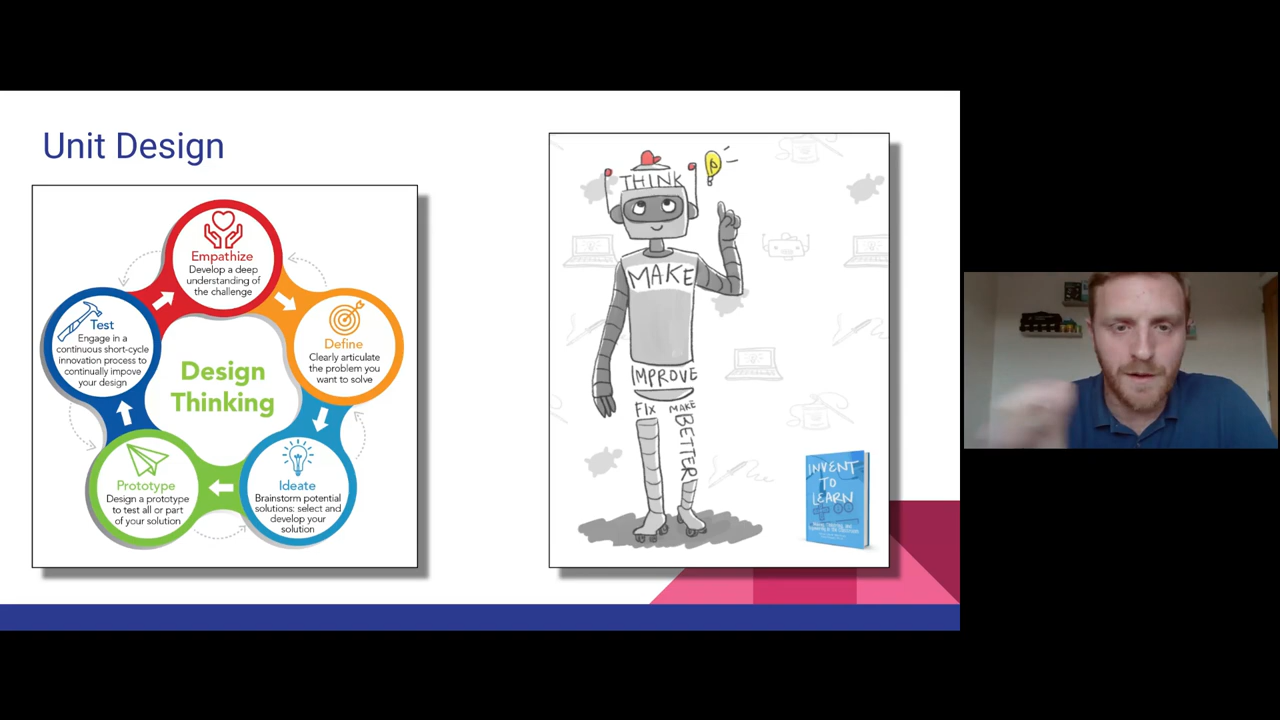 Unit Design
Empathize
Develop a deep
understanding of
the challenge
Define
Clearly articulate
the problem you
want to solve
Ideate
Brainstorm potential
solutions: select and
develop your
solution
Prototype
Design a prototype
to test all or part
of your solution
Test
Engage in a
continuous short-cycle
innovation process to
continually impove
your design
Design
Thinking
THINK
MAKE
IMPROVE
FIX
MAKE
BETTER
INVENT
TO
LEARN